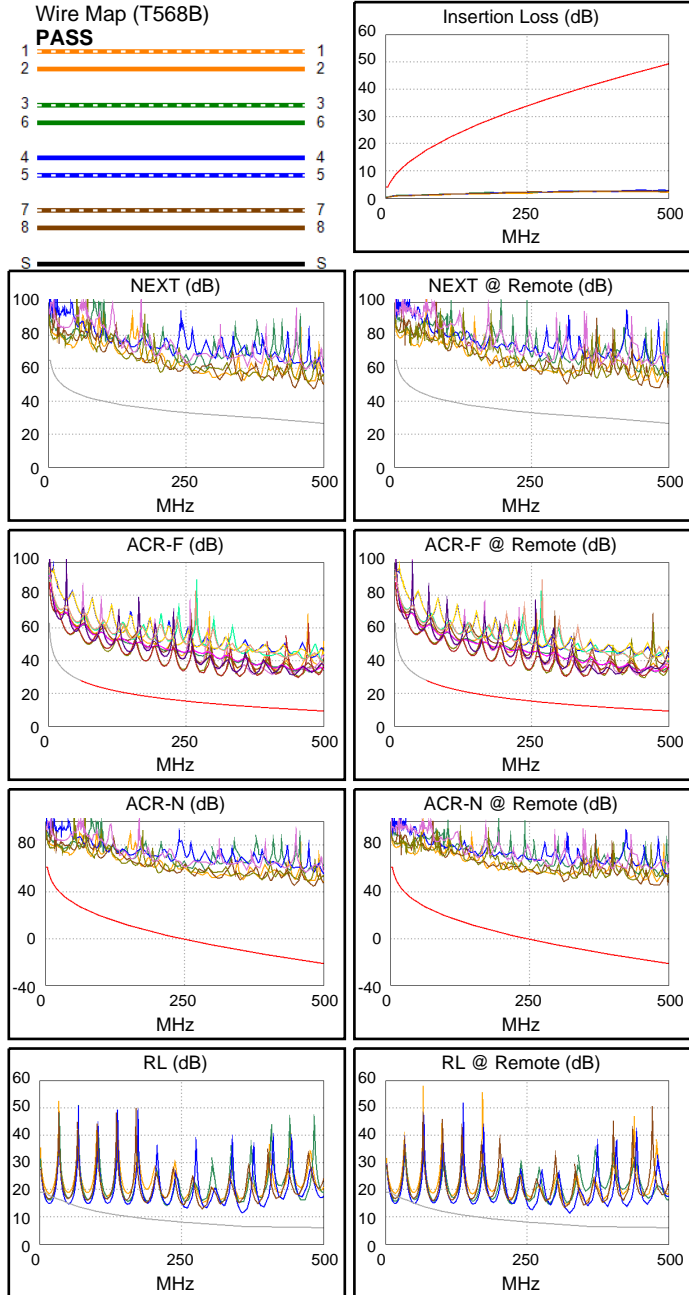 Wire Map (T568B)
PASS
1 1
2 2
3 3
6 6
4 4
5 5
7 7
8 8
S S
Insertion Loss (dB)
60
50
40
30
20
10
0
0 250 500
MHz
NEXT (dB)
100
80
60
40
20
0
0 250 500
MHz
NEXT @ Remote (dB)
100
80
60
40
20
0
0 250 500
MHz
ACR-F (dB)
100
80
60
40
20
0
0 250 500
MHz
ACR-F @ Remote (dB)
100
80
60
40
20
0
0 250 500
MHz
ACR-N (dB)
80
40
0
-40
0 250 500
MHz
ACR-N @ Remote (dB)
80
40
0
-40
0 250 500
MHz
RL (dB)
60
50
40
30
20
10
0
0 250 500
MHz
RL @ Remote (dB)
60
50
40
30
20
10
0
0 250 500
MHz